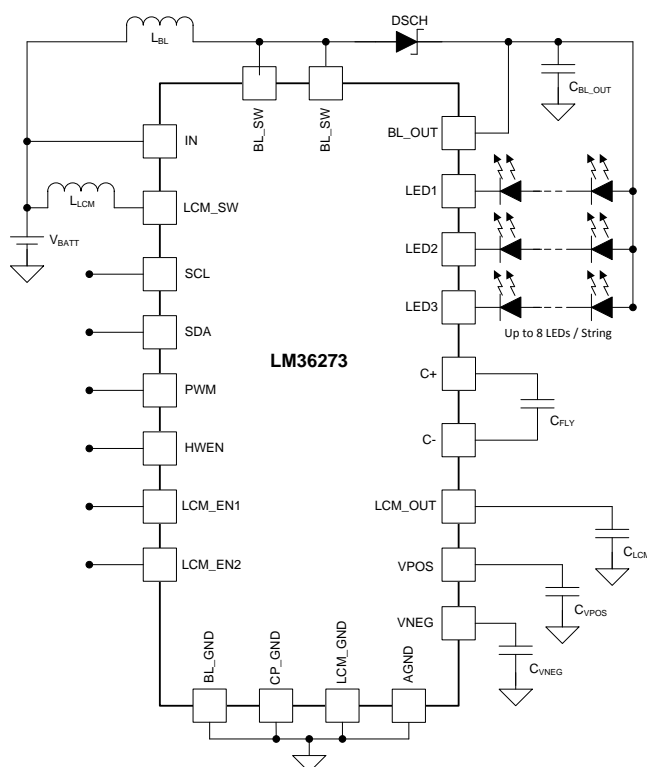 DSCH
L_BL
C_BL_OUT
BL_SW
BL_SW
IN
BL_OUT
LED1
L_LCM
LCM_SW
V_BATT
LED2
SCL
LED3
Up to 8 LEDs / String
SDA
LM36273
C+
PWM
C_FLY
C-
HWEN
LCM_EN1
LCM_OUT
C_LCM
LCM_EN2
VPOS
C_VPOS
VNEG
C_VNEG
BL_GND
CP_GND
LCM_GND
AGND